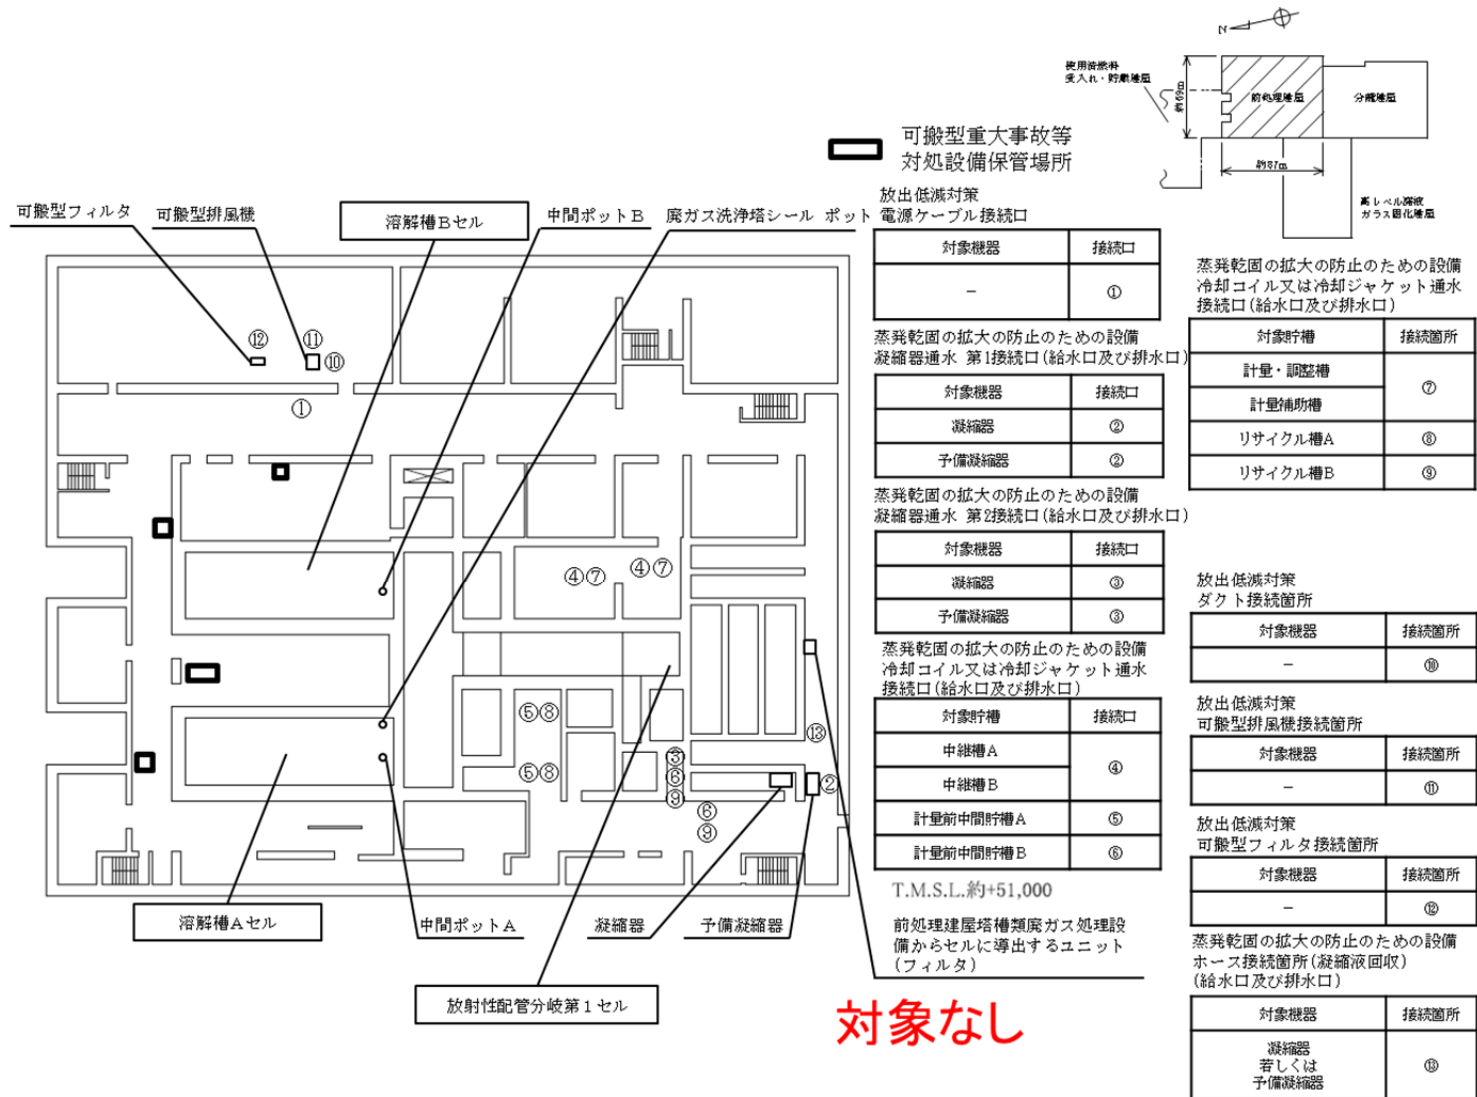 N
使用済燃料
受入れ・貯蔵建屋
約69m
前処理建屋
分離建屋
約87m
高レベル廃液
ガラス固化建屋
可搬型重大事故等
対処設備保管場所
可搬型フィルタ
可搬型排風機
溶解槽Bセル
中間ポットB
廃ガス洗浄塔シール ポット
⑫
⑪
⑩
①
④⑦
④⑦
⑤⑧
⑤⑧
③
⑥
⑨
⑥
⑨
⑬
②
溶解槽Aセル
中間ポットA
凝縮器
予備凝縮器
放射性配管分岐第1セル
放出低減対策
電源ケーブル接続口
対象機器 接続口
－ ①
蒸発乾固の拡大の防止のための設備
凝縮器通水 第1接続口(給水口及び排水口)
対象機器 接続口
凝縮器 ②
予備凝縮器 ②
蒸発乾固の拡大の防止のための設備
凝縮器通水 第2接続口(給水口及び排水口)
対象機器 接続口
凝縮器 ③
予備凝縮器 ③
蒸発乾固の拡大の防止のための設備
冷却コイル又は冷却ジャケット通水
接続口(給水口及び排水口)
対象貯槽 接続口
中継槽A ④
中継槽B
計量前中間貯槽A ⑤
計量前中間貯槽B ⑥
T.M.S.L.約+51,000
前処理建屋塔槽類廃ガス処理設
備からセルに導出するユニット
(フィルタ)
対象なし
蒸発乾固の拡大の防止のための設備
冷却コイル又は冷却ジャケット通水
接続口(給水口及び排水口)
対象貯槽 接続箇所
計量・調整槽 ⑦
計量補助槽
リサイクル槽A ⑧
リサイクル槽B ⑨
放出低減対策
ダクト接続箇所
対象機器 接続箇所
－ ⑩
放出低減対策
可搬型排風機接続箇所
対象機器 接続箇所
－ ⑪
放出低減対策
可搬型フィルタ接続箇所
対象機器 接続箇所
－ ⑫
蒸発乾固の拡大の防止のための設備
ホース接続箇所(凝縮液回収)
(給水口及び排水口)
対象機器 接続箇所
凝縮器
若しくは
予備凝縮器
⑬